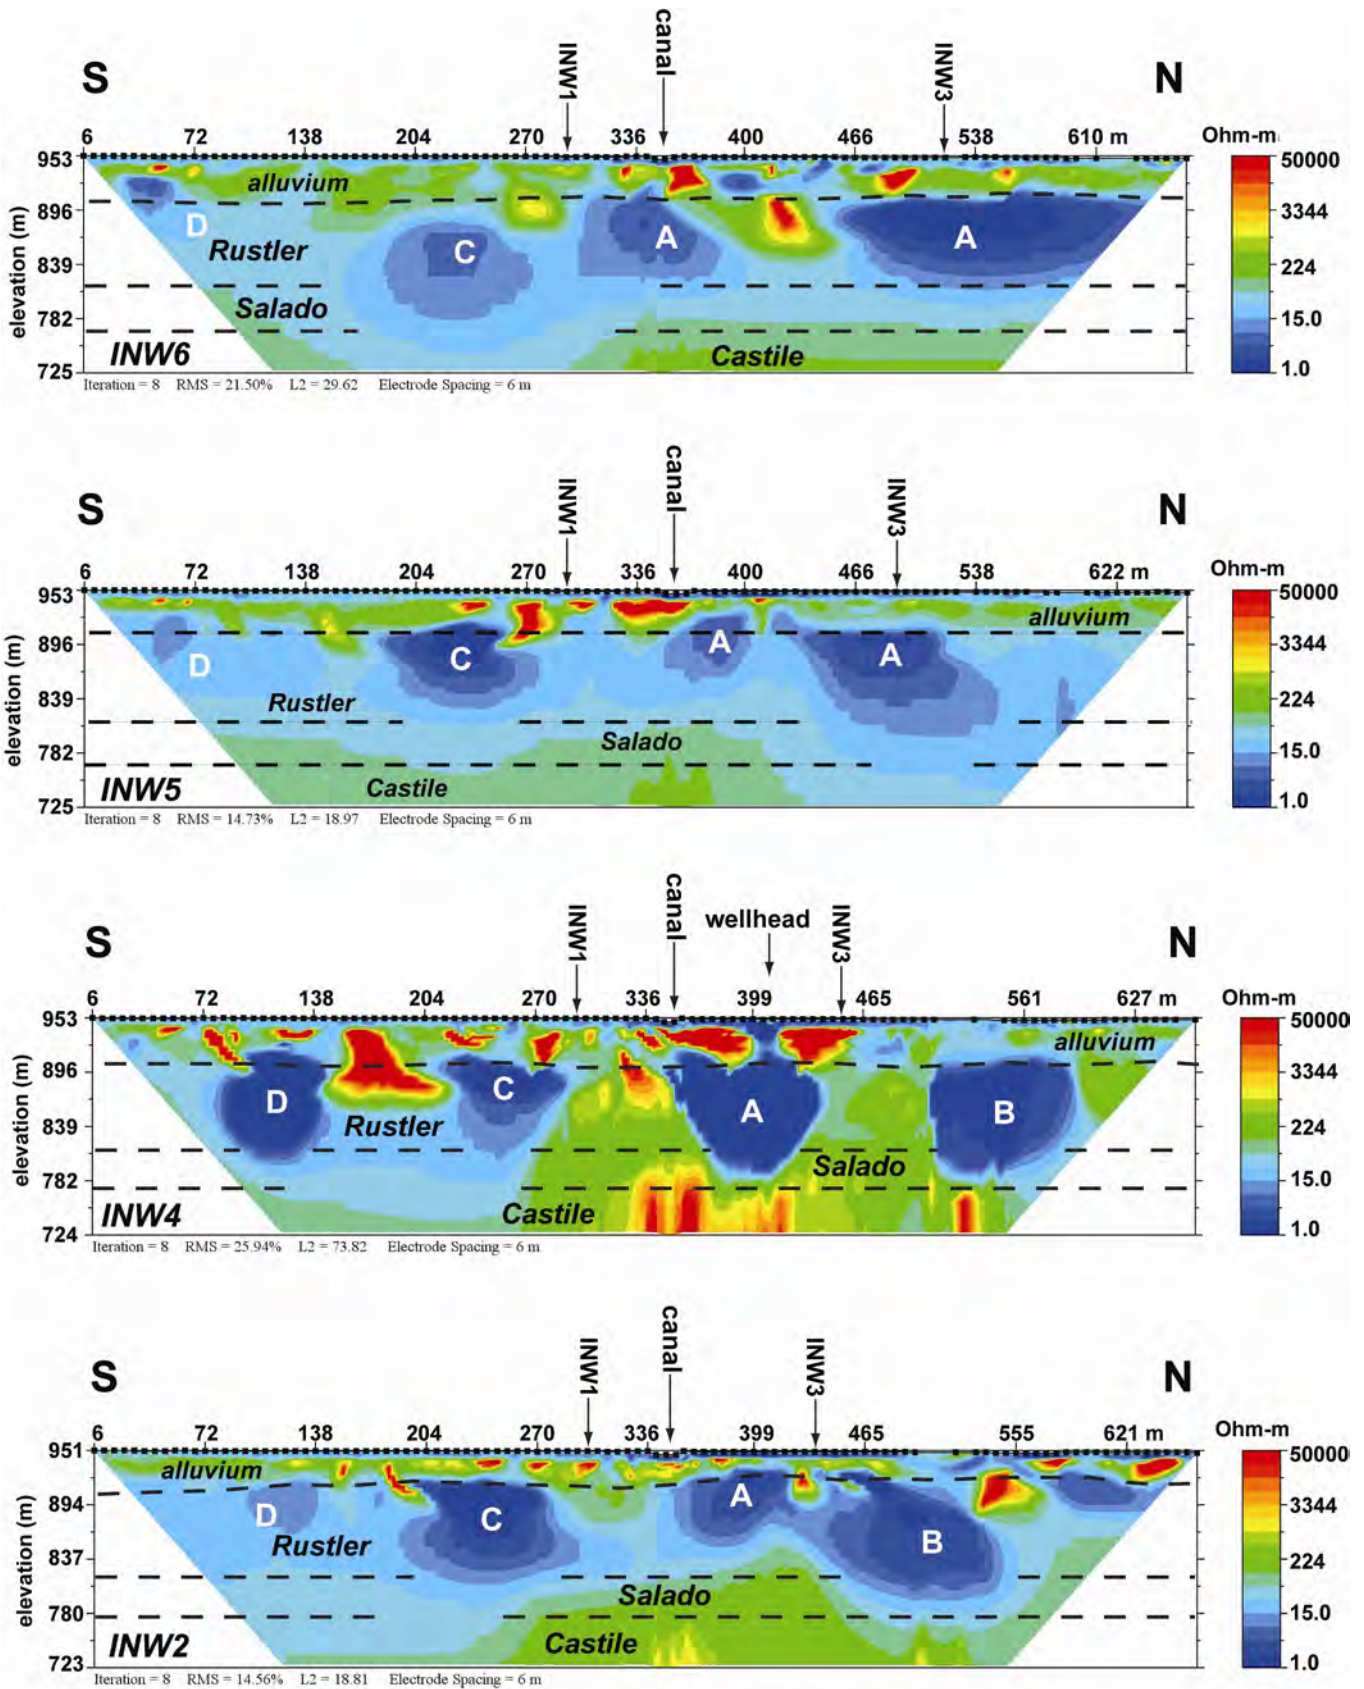 S
INW1
canal
INW3
N
6 72 138 204 270 336 400 466 538 610 m
Ohm-m
953
896
839
782
725
elevation (m)
alluvium
D
Rustler
C
A
A
Salado
INW6
Castile
50000
3344
224
15.0
1.0
Iteration = 8 RMS = 21.50% L2 = 29.62 Electrode Spacing = 6 m
S
INW1
canal
INW3
N
6 72 138 204 270 336 400 466 538 622 m
Ohm-m
953
896
839
782
725
elevation (m)
alluvium
D
C
A
A
Rustler
Salado
INW5
Castile
50000
3344
224
15.0
1.0
Iteration = 8 RMS = 14.73% L2 = 18.97 Electrode Spacing = 6 m
S
INW1
canal
wellhead
INW3
N
6 72 138 204 270 336 399 465 561 627 m
Ohm-m
953
896
839
782
724
elevation (m)
alluvium
D
C
A
B
Rustler
Salado
INW4
Castile
50000
3344
224
15.0
1.0
Iteration = 8 RMS = 25.94% L2 = 73.82 Electrode Spacing = 6 m
S
INW1
canal
INW3
N
6 72 138 204 270 336 399 465 555 621 m
Ohm-m
951
894
837
780
723
elevation (m)
alluvium
D
C
A
B
Rustler
Salado
INW2
Castile
50000
3344
224
15.0
1.0
Iteration = 8 RMS = 14.56% L2 = 18.81 Electrode Spacing = 6 m